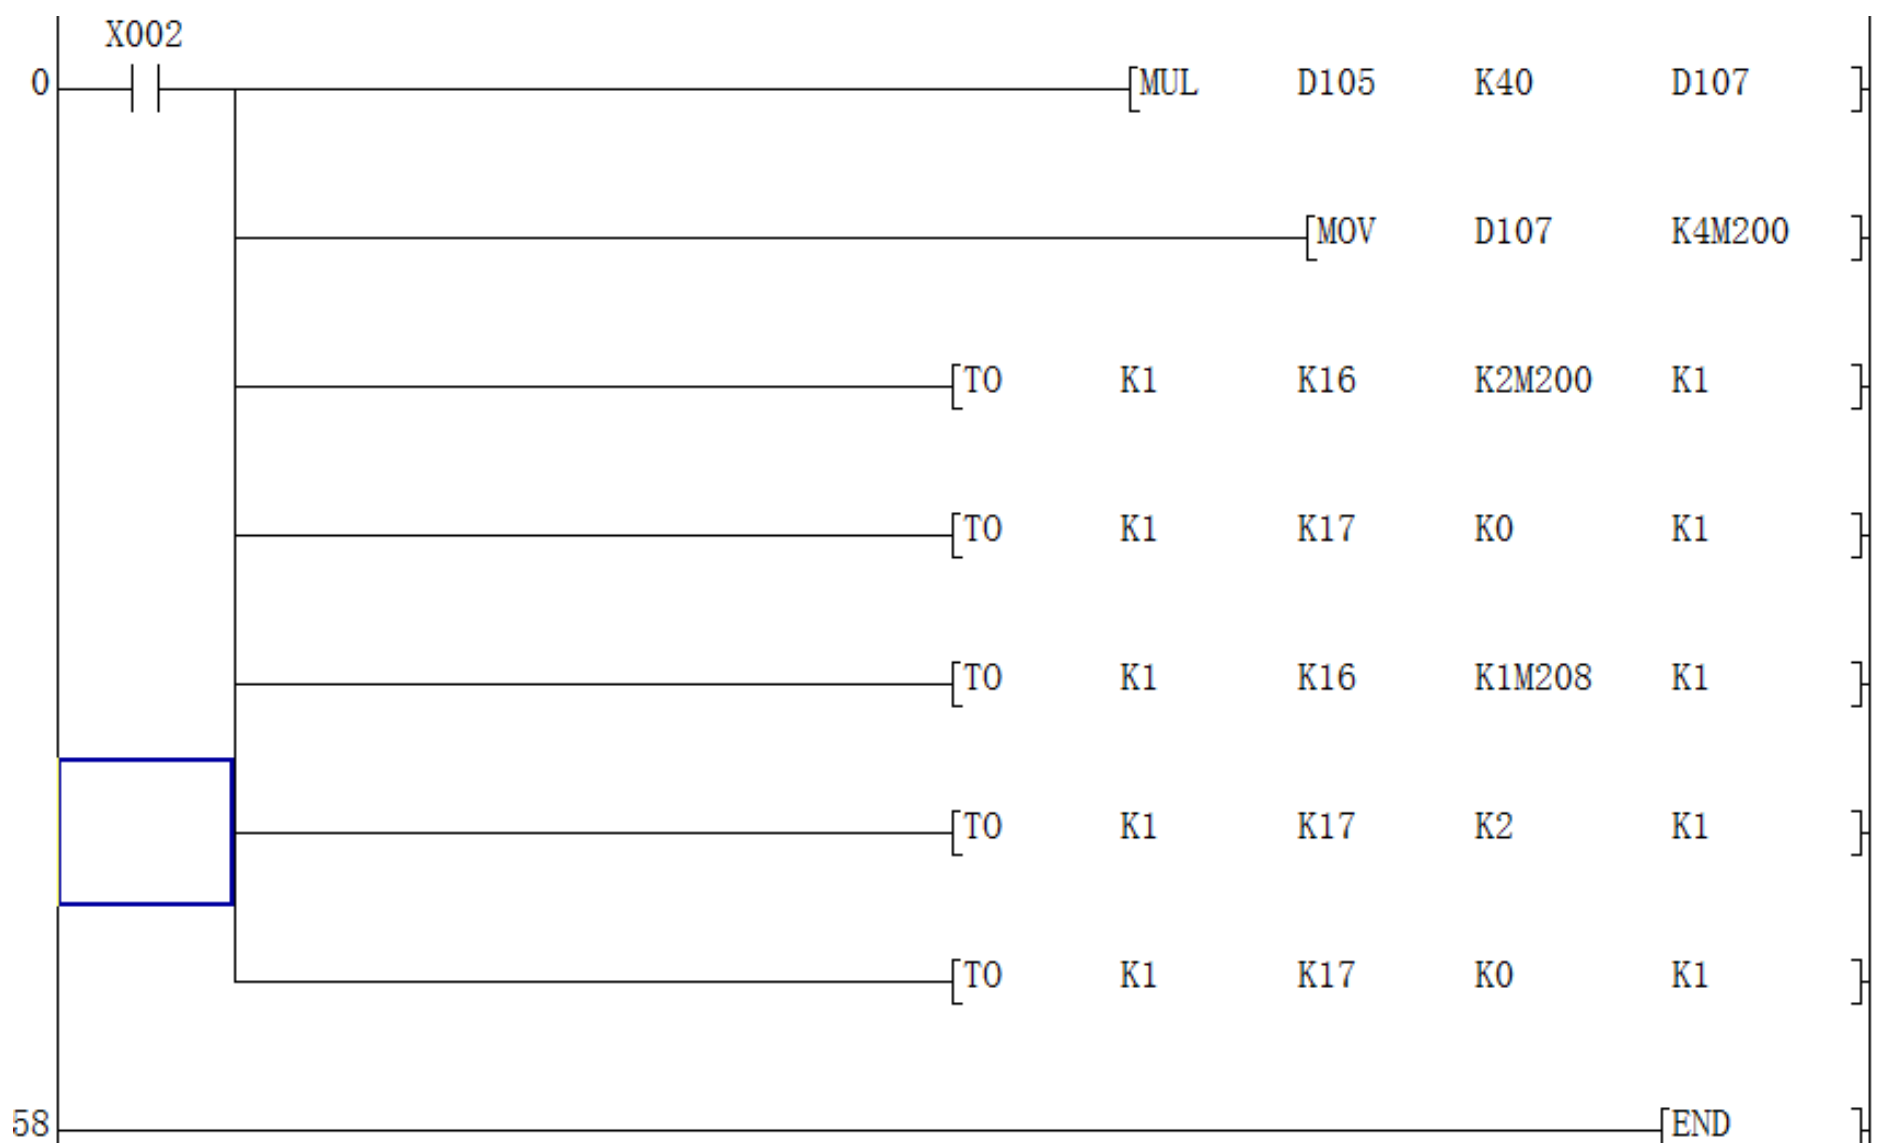 X002
0 [MUL D105 K40 D107 ]
[MOV D107 K4M200 ]
[TO K1 K16 K2M200 K1 ]
[TO K1 K17 K0 K1 ]
[TO K1 K16 K1M208 K1 ]
[TO K1 K17 K2 K1 ]
[TO K1 K17 K0 K1 ]
58 [END ]